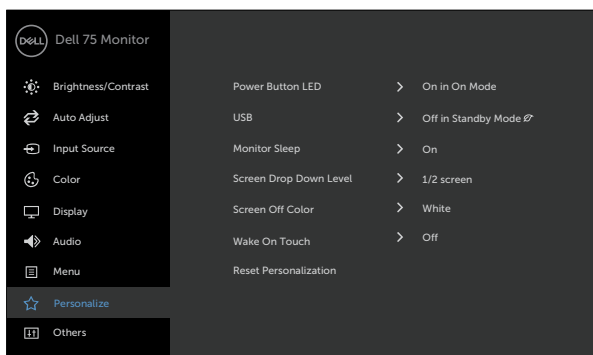 DELL Dell 75 Monitor
Brightness/Contrast
Auto Adjust
Input Source
Color
Display
Audio
Menu
Personalize
Others
Power Button LED > On in On Mode
USB > Off in Standby Mode
Monitor Sleep > On
Screen Drop Down Level > 1/2 screen
Screen Off Color > White
Wake On Touch > Off
Reset Personalization